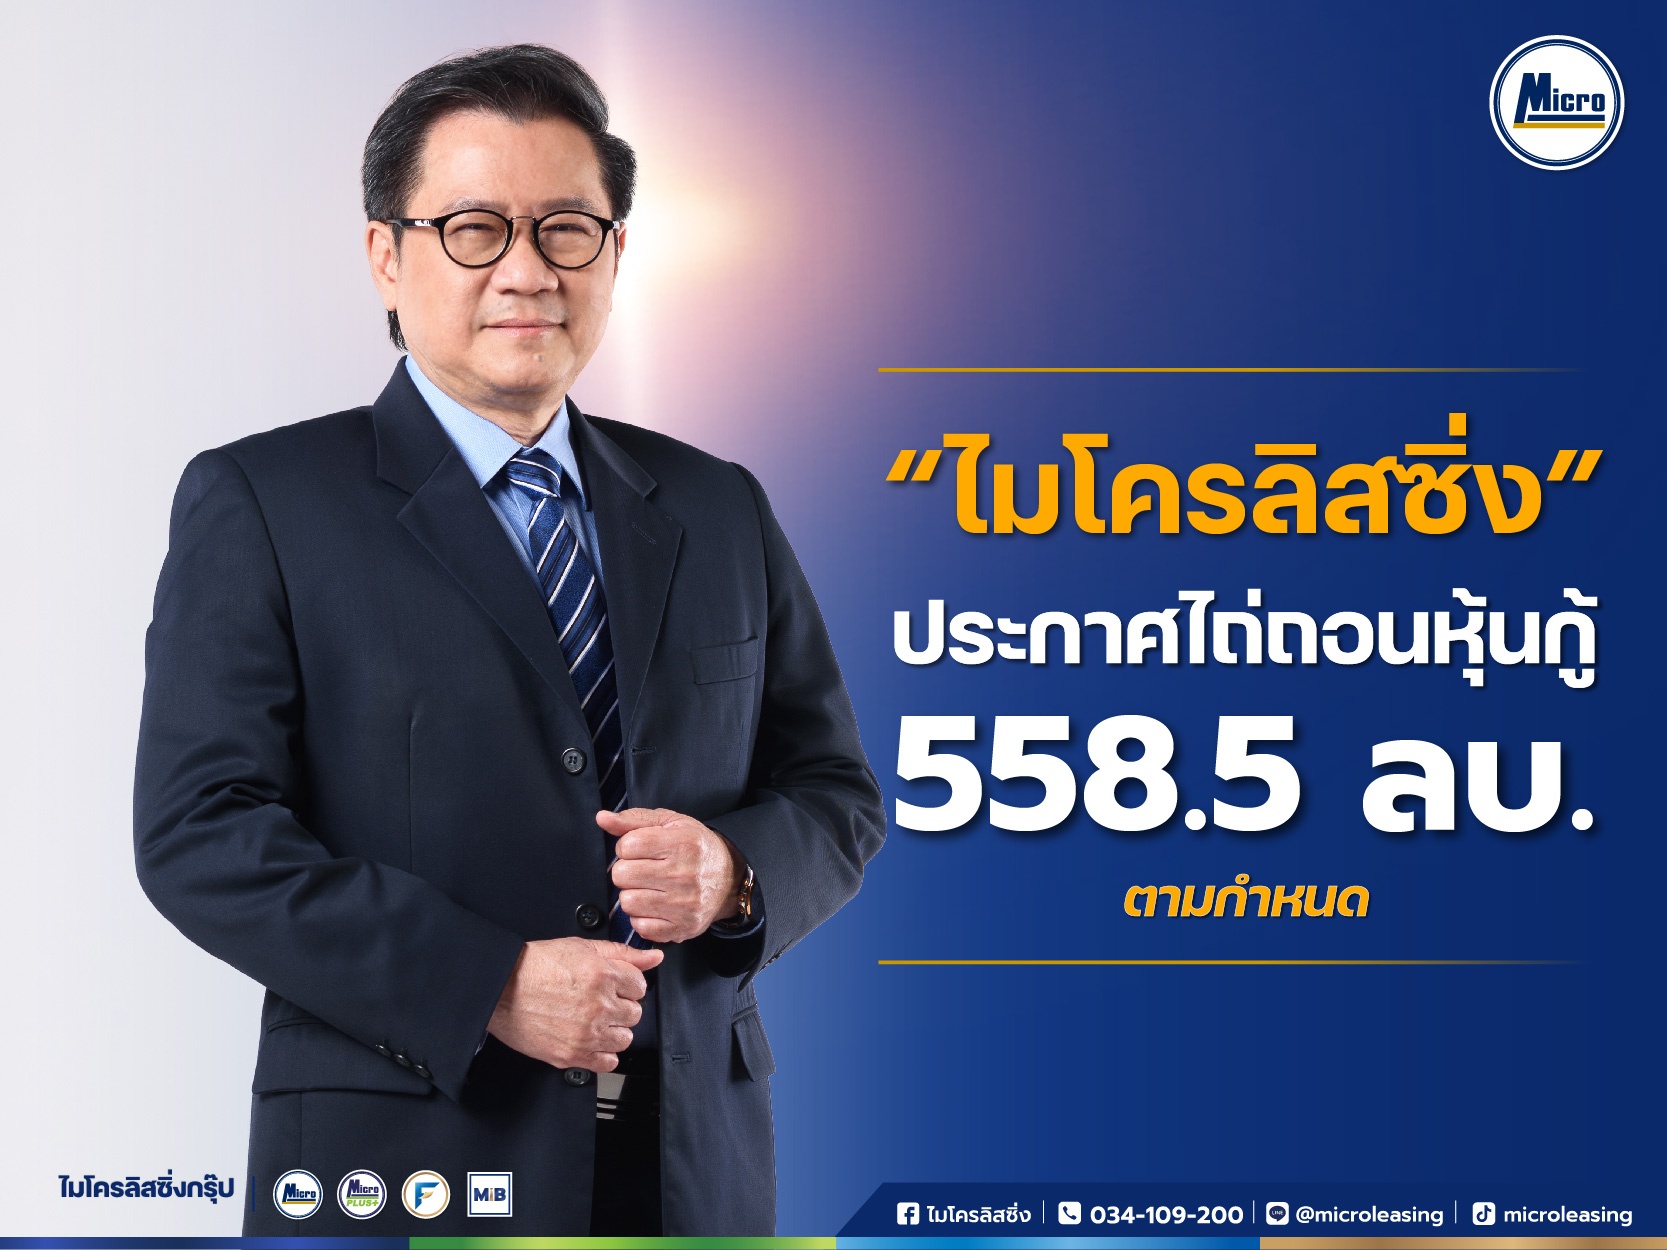 Micro
“ไมโครลิสซิ่ง”
ประกาศไถ่ถอนหุ้นกู้
558.5 ลบ.
ตามกำหนด
ไมโครลิสซิ่งกรุ๊ป
Micro
Micro PLUS+
F
MiB
ไมโครลิสซิ่ง
034-109-200
LINE
@microleasing
microleasing